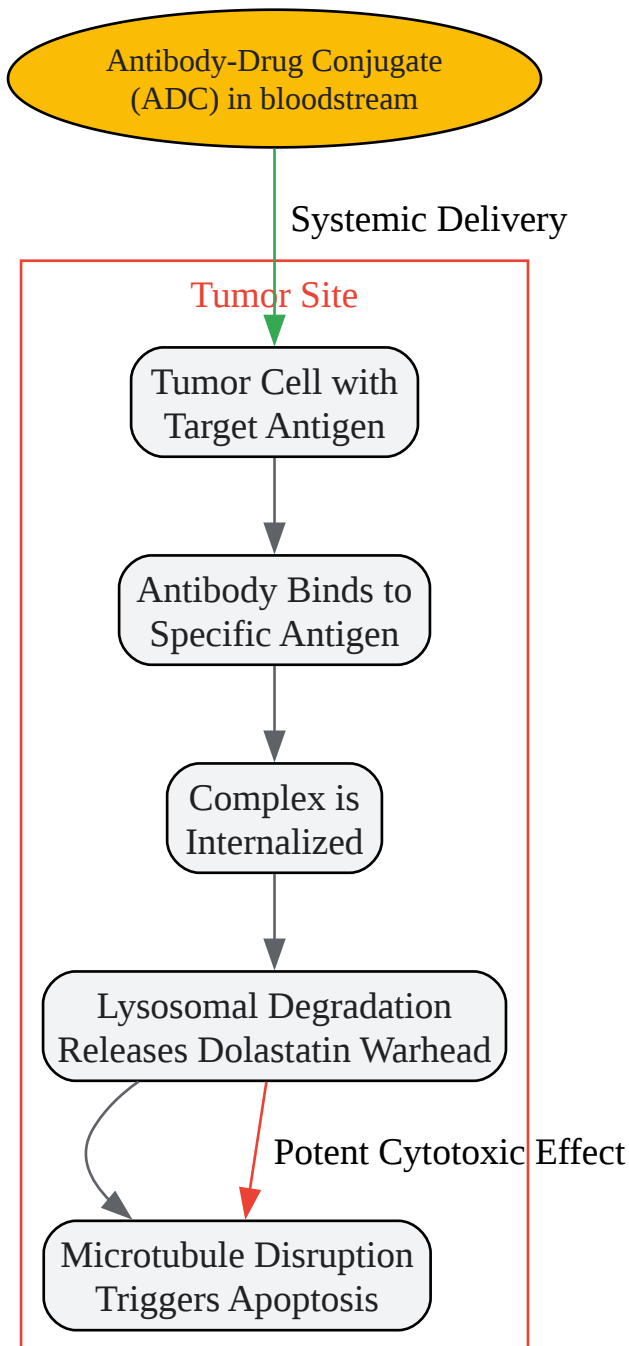 Antibody-Drug Conjugate
(ADC) in bloodstream
Systemic Delivery
Tumor Site
Tumor Cell with
Target Antigen
Antibody Binds to
Specific Antigen
Complex is
Internalized
Lysosomal Degradation
Releases Dolastatin Warhead
Potent Cytotoxic Effect
Microtubule Disruption
Triggers Apoptosis